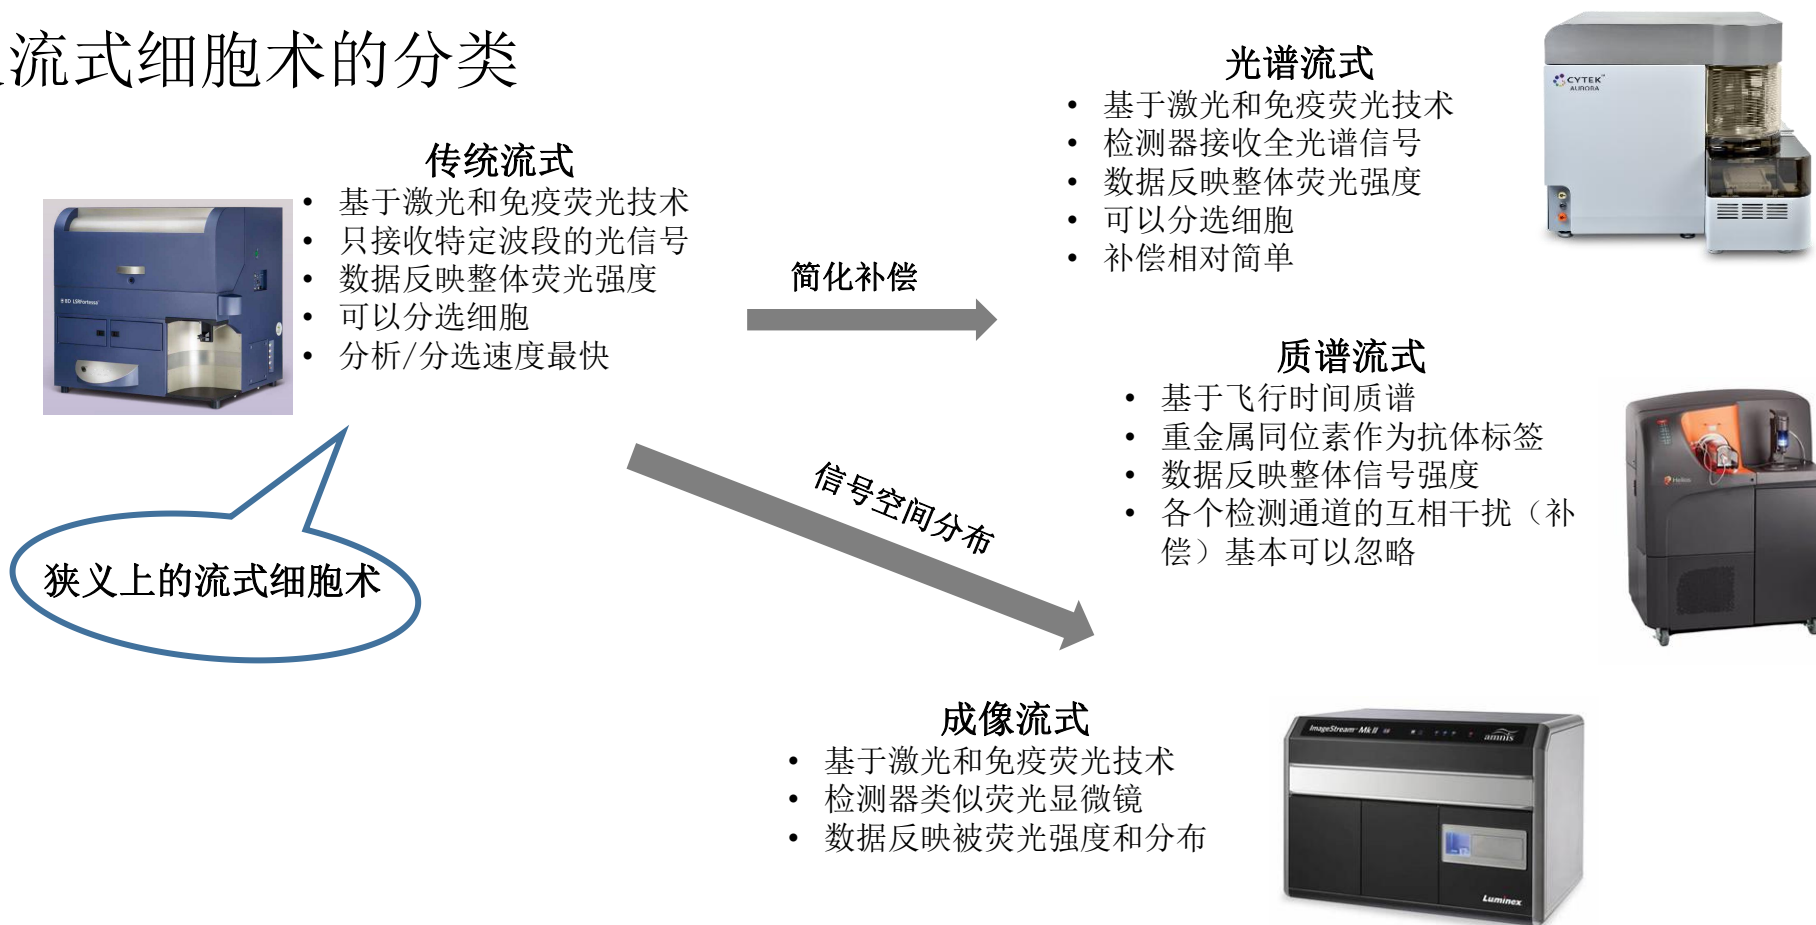 流式细胞术的分类
传统流式
• 基于激光和免疫荧光技术
• 只接收特定波段的光信号
• 数据反映整体荧光强度
• 可以分选细胞
• 分析/分选速度最快
BD LSRFortessa
狭义上的流式细胞术
简化补偿
信号空间分布
光谱流式
• 基于激光和免疫荧光技术
• 检测器接收全光谱信号
• 数据反映整体荧光强度
• 可以分选细胞
• 补偿相对简单
CYTEK
AURORA
质谱流式
• 基于飞行时间质谱
• 重金属同位素作为抗体标签
• 数据反映整体信号强度
• 各个检测通道的互相干扰（补
偿）基本可以忽略
Helios
成像流式
• 基于激光和免疫荧光技术
• 检测器类似荧光显微镜
• 数据反映被荧光强度和分布
ImageStream Mk II
amnis
Luminex